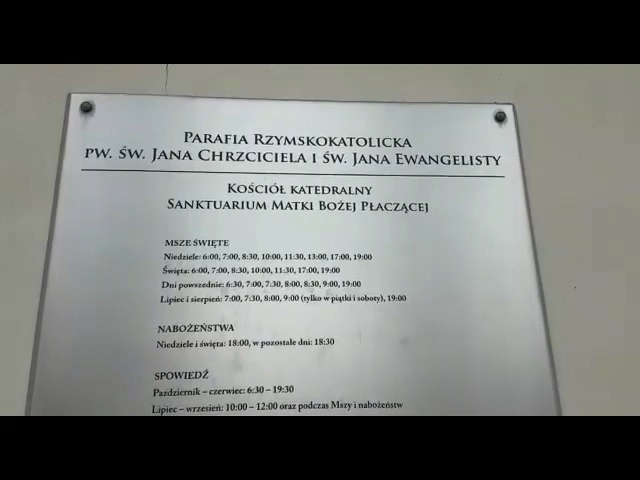 Parafia Rzymskokatolicka
pw. św. Jana Chrzciciela i św. Jana Ewangelisty
Kościół katedralny
Sanktuarium Matki Bożej Płaczącej
Msze święte
Niedziele: 6:00, 7:00, 8:30, 10:00, 11:30, 13:00, 17:00, 19:00
Święta: 6:00, 7:00, 8:30, 10:00, 11:30, 17:00, 19:00
Dni powszednie: 6:30, 7:00, 7:30, 8:00, 8:30, 9:00, 19:00
Lipiec i sierpień: 7:00, 7:30, 8:00, 9:00 (tylko w piątki i soboty), 19:00
Nabożeństwa
Niedziele i święta: 18:00, w pozostałe dni: 18:30
Spowiedź
Październik – czerwiec: 6:30 – 19:30
Lipiec – wrzesień: 10:00 – 12:00 oraz podczas Mszy i nabożeństw